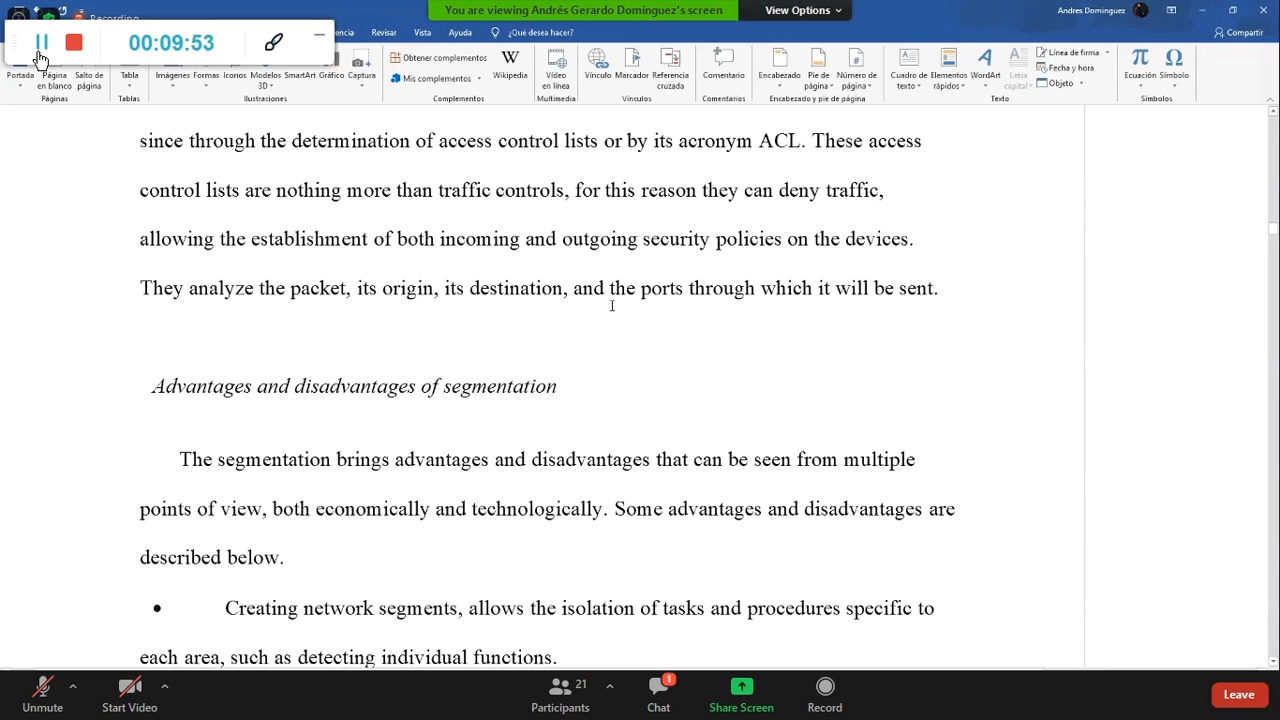 You are viewing Andrés Gerardo Domínguez's screen
View Options
Recording
Andres Dominguez
00:09:53
Revisar
Vista
Ayuda
¿Qué desea hacer?
Compartir
Portada
Página en blanco
Salto de página
Páginas
Tabla
Tablas
Imágenes
Formas
Iconos
Modelos 3D
SmartArt
Gráfico
Captura
Ilustraciones
Obtener complementos
Mis complementos
Wikipedia
Complementos
Vídeo en línea
Multimedia
Vínculo
Marcador
Referencia cruzada
Vínculos
Comentario
Comentarios
Encabezado
Pie de página
Número de página
Encabezado y pie de página
Cuadro de texto
Elementos rápidos
WordArt
Letra capital
Línea de firma
Fecha y hora
Objeto
Texto
Ecuación
Símbolo
Símbolos
since through the determination of access control lists or by its acronym ACL. These access
control lists are nothing more than traffic controls, for this reason they can deny traffic,
allowing the establishment of both incoming and outgoing security policies on the devices.
They analyze the packet, its origin, its destination, and the ports through which it will be sent.
Advantages and disadvantages of segmentation
The segmentation brings advantages and disadvantages that can be seen from multiple
points of view, both economically and technologically. Some advantages and disadvantages are
described below.
• Creating network segments, allows the isolation of tasks and procedures specific to
each area, such as detecting individual functions.
Unmute
Start Video
21
Participants
1
Chat
Share Screen
Record
Leave